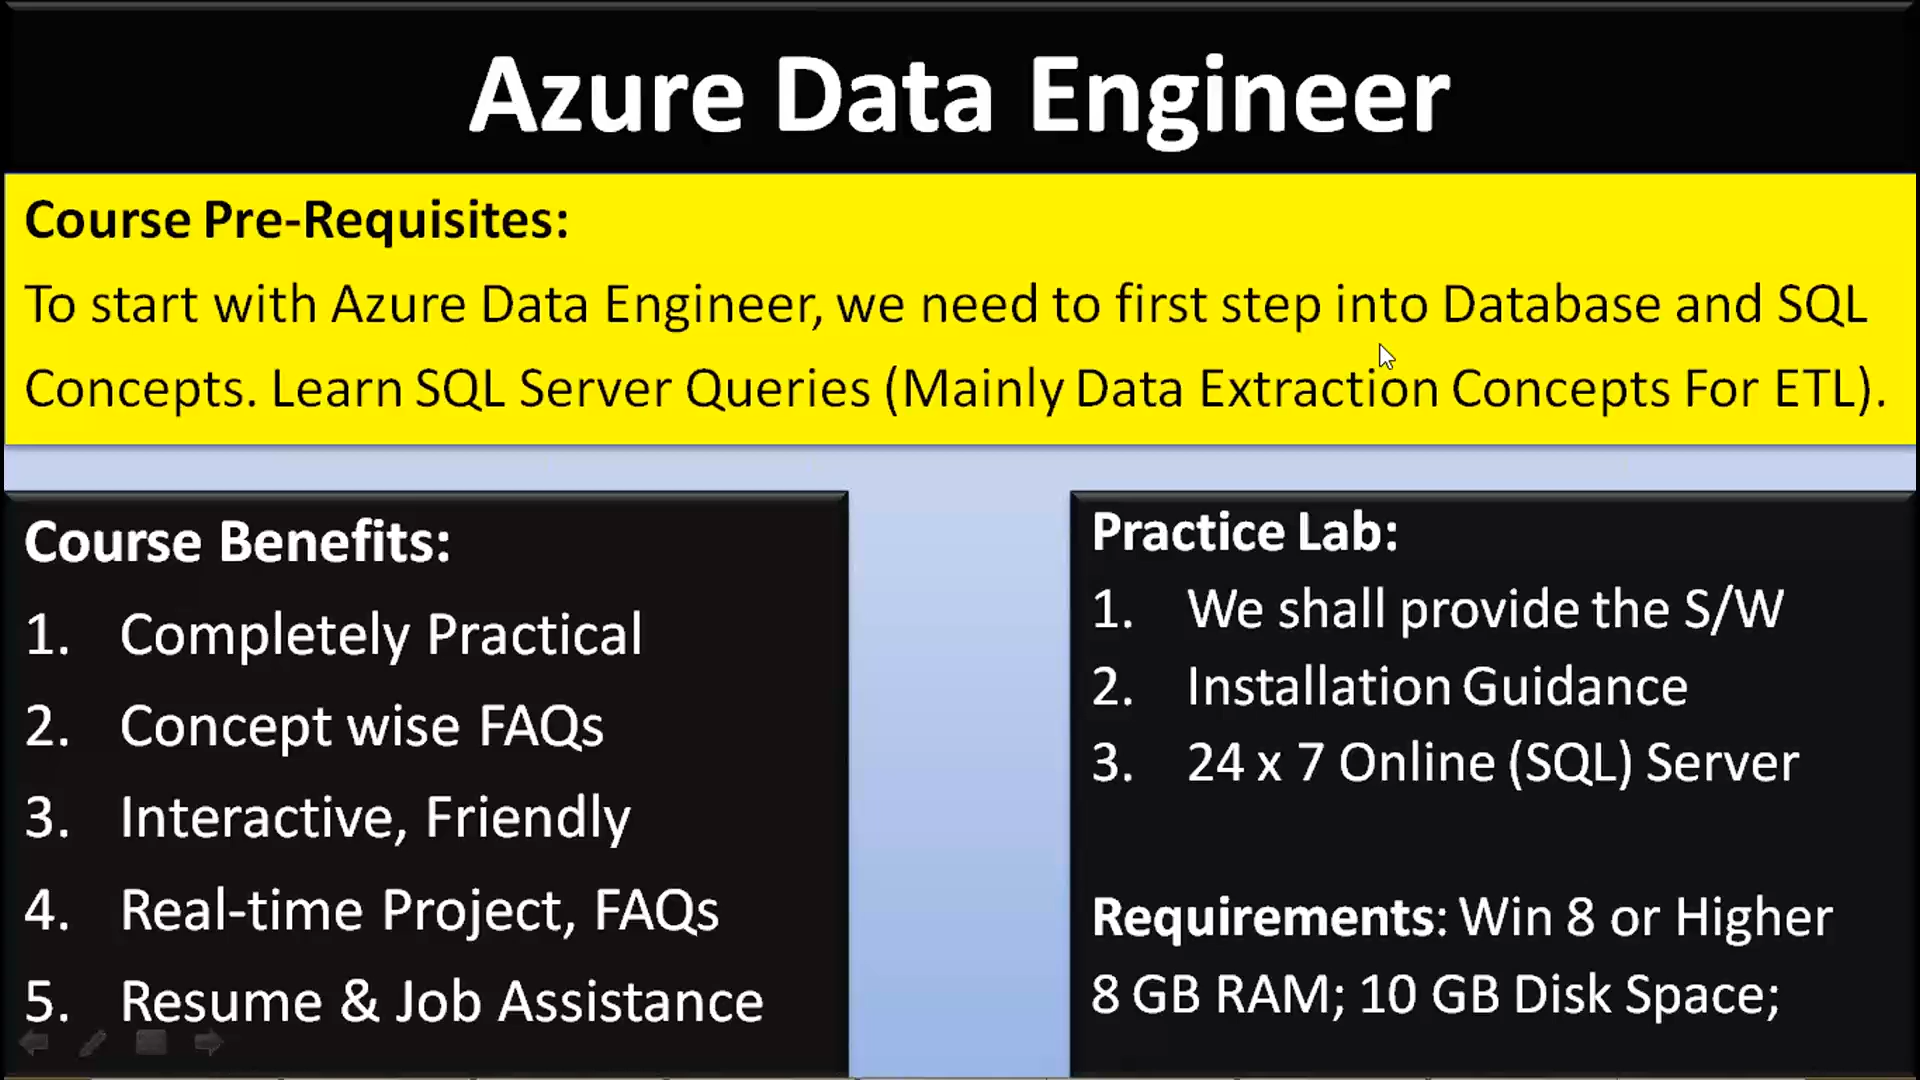 Azure Data Engineer
Course Pre-Requisites:
To start with Azure Data Engineer, we need to first step into Database and SQL
Concepts. Learn SQL Server Queries (Mainly Data Extraction Concepts For ETL).
Course Benefits:
1. Completely Practical
2. Concept wise FAQs
3. Interactive, Friendly
4. Real-time Project, FAQs
5. Resume & Job Assistance
Practice Lab:
1. We shall provide the S/W
2. Installation Guidance
3. 24 x 7 Online (SQL) Server
Requirements: Win 8 or Higher
8 GB RAM; 10 GB Disk Space;